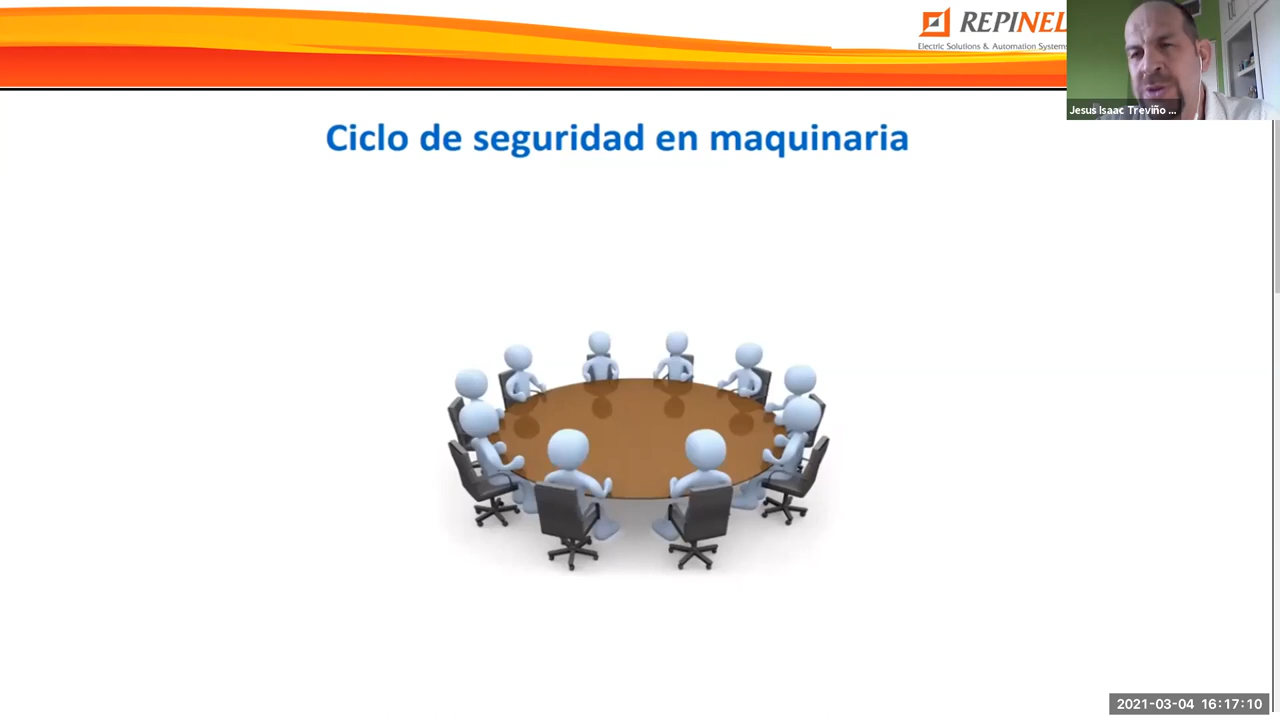 REPINEL
Electric Solutions & Automation Systems
Jesus Isaac Treviño ...
Ciclo de seguridad en maquinaria
2021-03-04 16:17:10